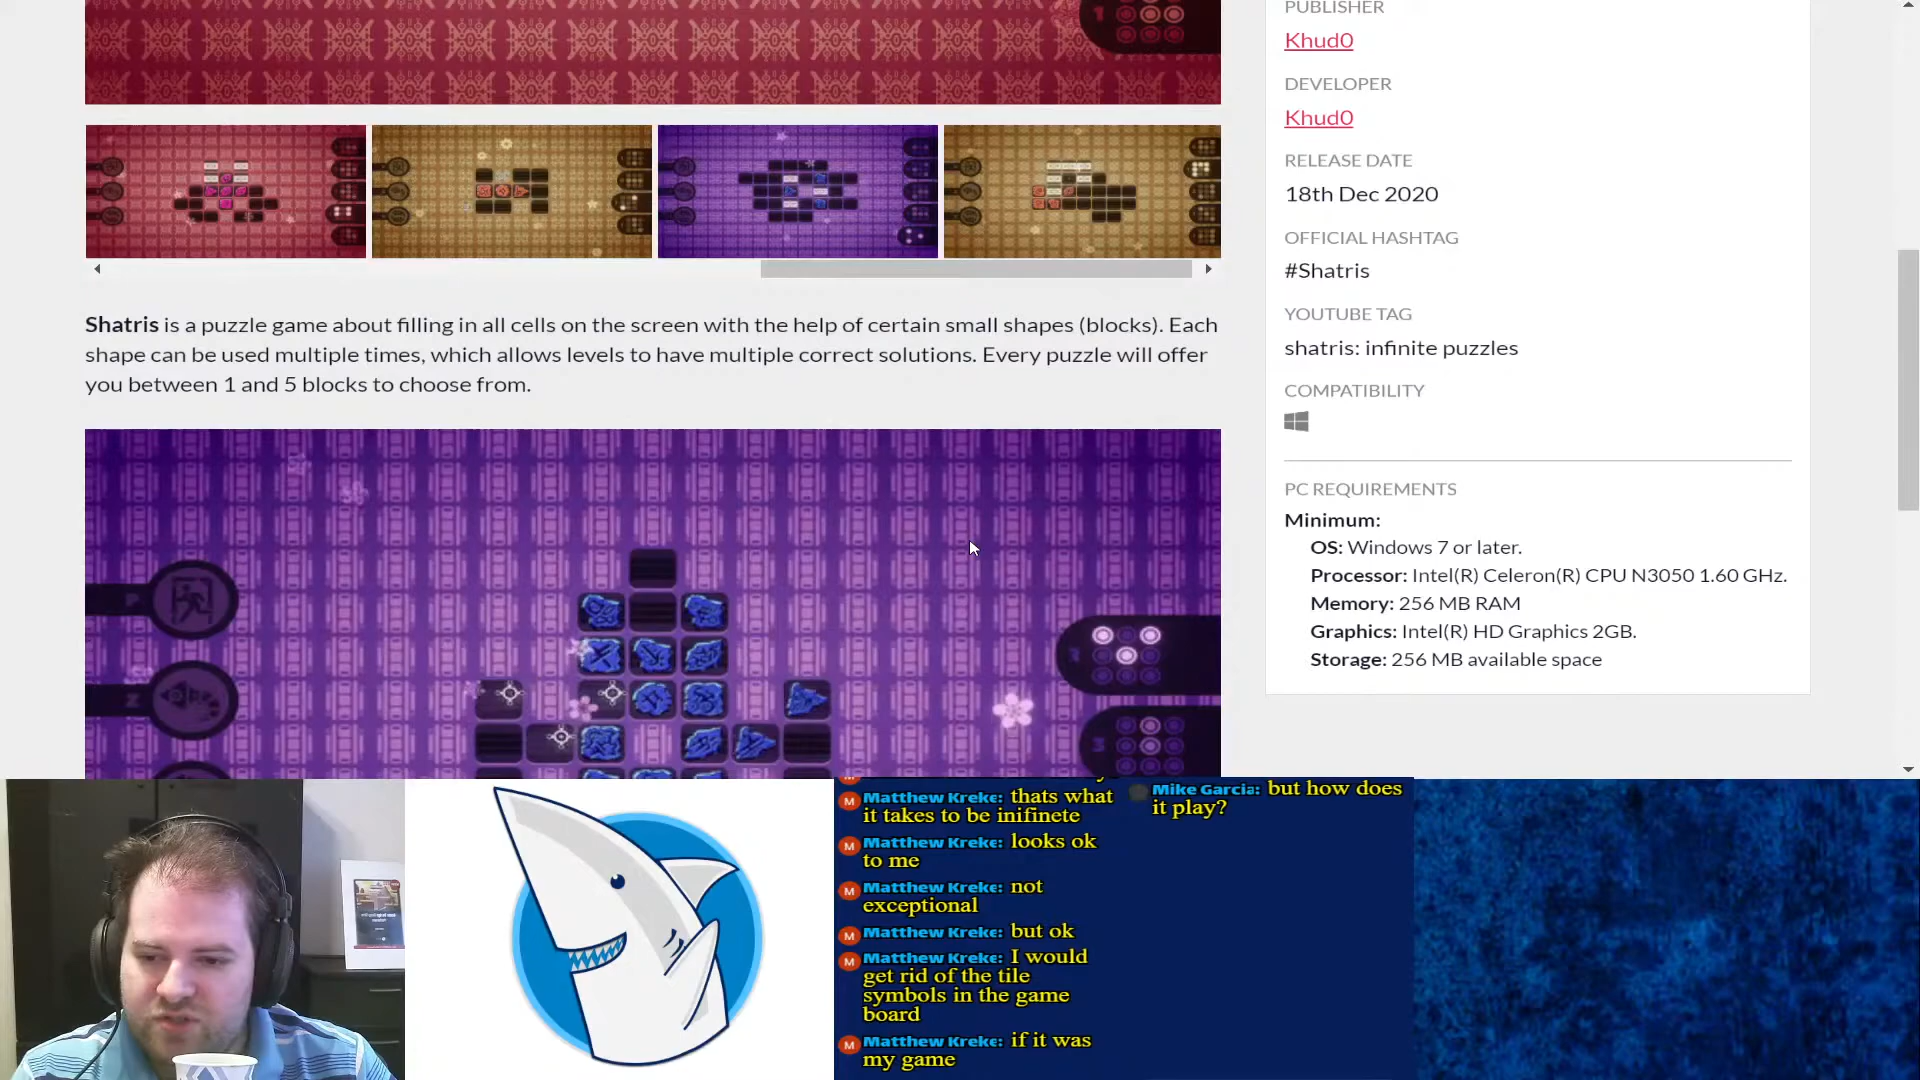 PUBLISHER
Khud0
DEVELOPER
Khud0
RELEASE DATE
18th Dec 2020
OFFICIAL HASHTAG
#Shatris
YOUTUBE TAG
shatris: infinite puzzles
COMPATIBILITY
PC REQUIREMENTS
Minimum:
OS: Windows 7 or later.
Processor: Intel(R) Celeron(R) CPU N3050 1.60 GHz.
Memory: 256 MB RAM
Graphics: Intel(R) HD Graphics 2GB.
Storage: 256 MB available space
Shatris is a puzzle game about filling in all cells on the screen with the help of certain small shapes (blocks). Each
shape can be used multiple times, which allows levels to have multiple correct solutions. Every puzzle will offer
you between 1 and 5 blocks to choose from.
M Matthew Kreke: thats what
it takes to be inifinete
M Matthew Kreke: looks ok
to me
M Matthew Kreke: not
exceptional
M Matthew Kreke: but ok
M Matthew Kreke: I would
get rid of the tile
symbols in the game
board
M Matthew Kreke: if it was
my game
Mike Garcia: but how does
it play?